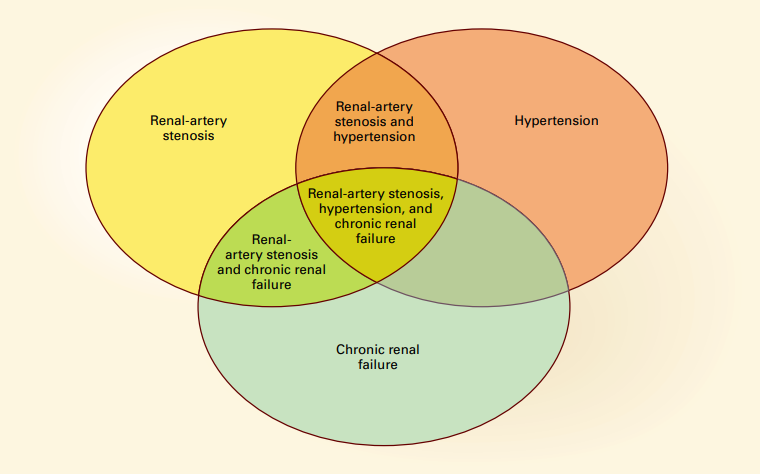 Renal-artery
stenosis
Renal-artery
stenosis and
hypertension
Hypertension
Renal-artery stenosis,
hypertension, and
chronic renal
failure
Renal-
artery stenosis
and chronic renal
failure
Chronic renal
failure